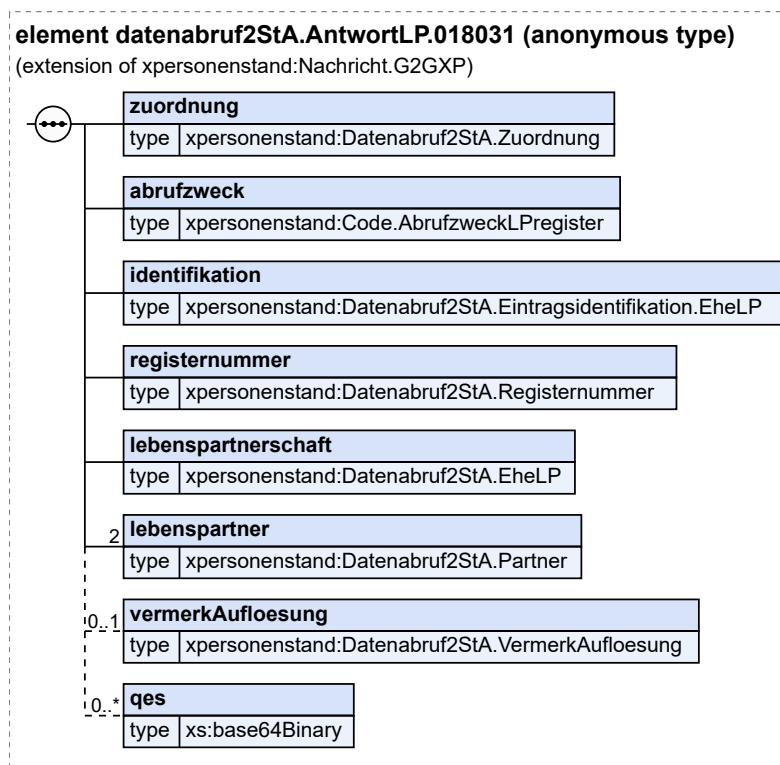 element datenabruf2StA.AntwortLP.018031 (anonymous type)
(extension of xpersonenstand:Nachricht.G2GXP)
zuordnung
type xpersonenstand:Datenabruf2StA.Zuordnung
abrufzweck
type xpersonenstand:Code.AbrufzweckLPregister
identifikation
type xpersonenstand:Datenabruf2StA.Eintragsidentifikation.EheLP
registernummer
type xpersonenstand:Datenabruf2StA.Registernummer
lebenspartnerschaft
type xpersonenstand:Datenabruf2StA.EheLP
2 lebenspartner
type xpersonenstand:Datenabruf2StA.Partner
0..1 vermerkAufloesung
type xpersonenstand:Datenabruf2StA.VermerkAufloesung
0..* qes
type xs:base64Binary